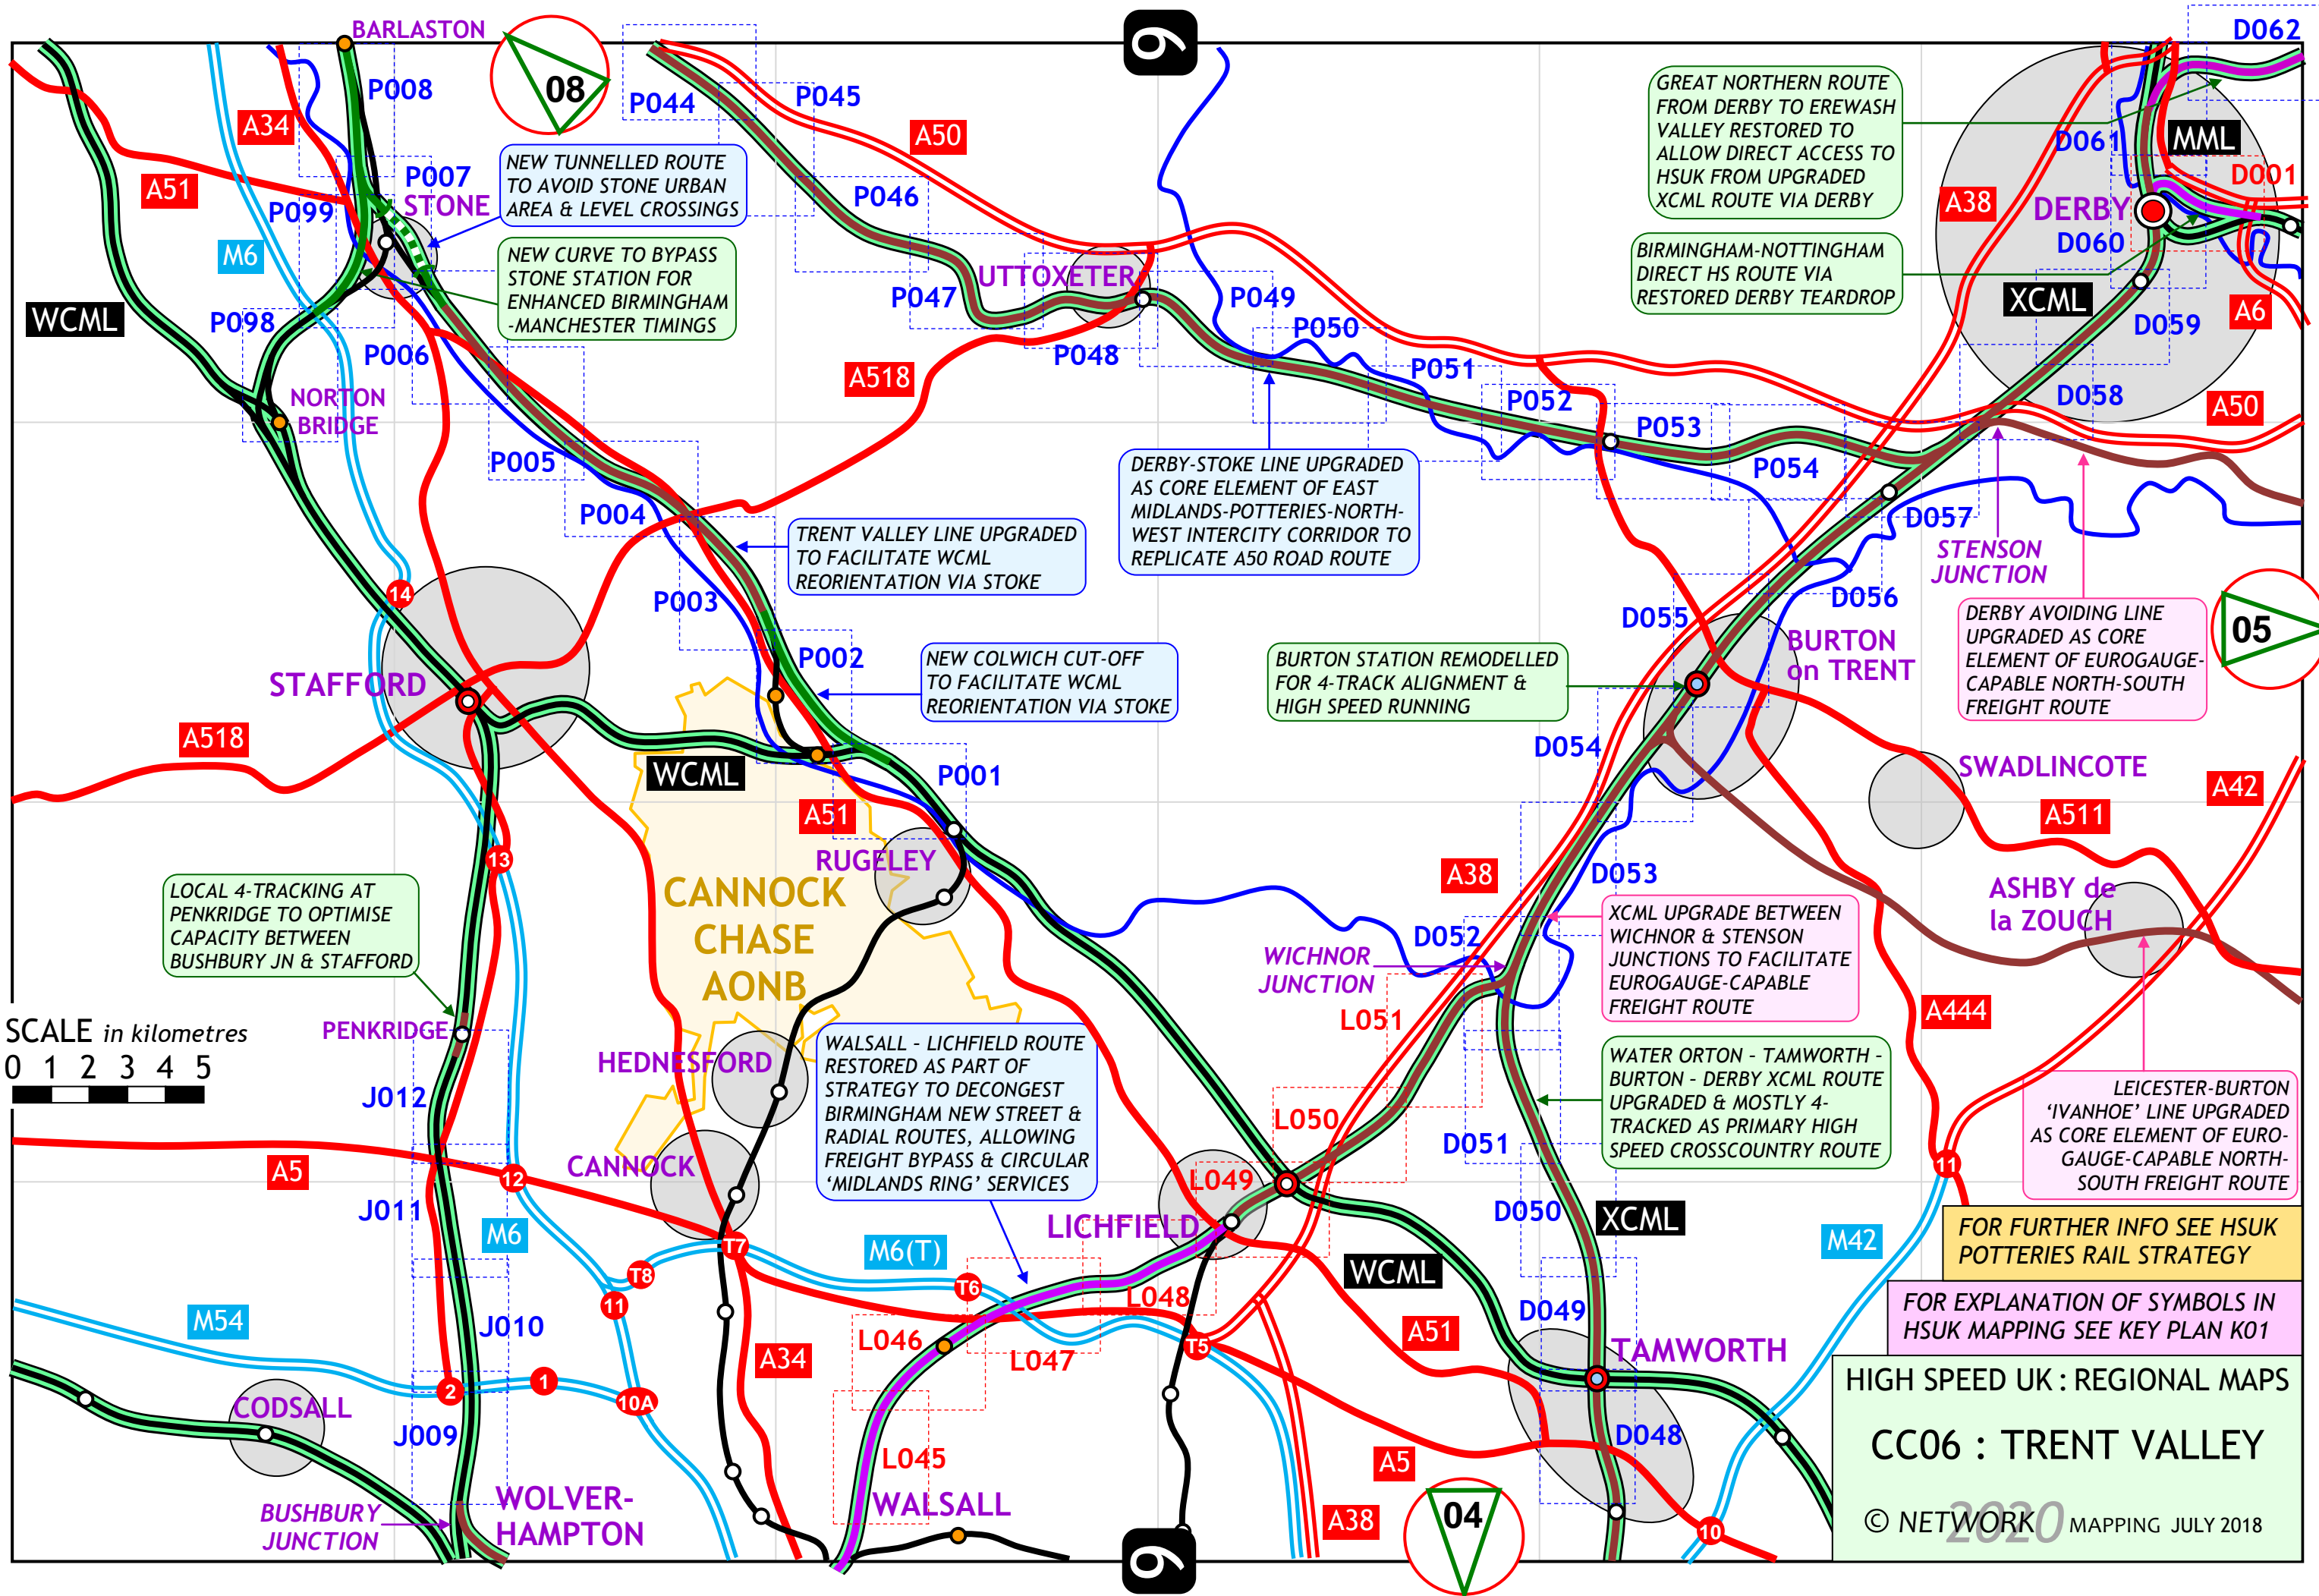 BARLASTON
08
6
D062
P008
P044
P045
A34
A50
GREAT NORTHERN ROUTE
FROM DERBY TO EREWASH
VALLEY RESTORED TO
ALLOW DIRECT ACCESS TO
HSUK FROM UPGRADED
XCML ROUTE VIA DERBY
D061
MML
A51
P007
STONE
P099
NEW TUNNELLED ROUTE
TO AVOID STONE URBAN
AREA & LEVEL CROSSINGS
P046
A38
DERBY
D001
D060
M6
NEW CURVE TO BYPASS
STONE STATION FOR
ENHANCED BIRMINGHAM
-MANCHESTER TIMINGS
UTTOXETER
P047
P049
BIRMINGHAM-NOTTINGHAM
DIRECT HS ROUTE VIA
RESTORED DERBY TEARDROP
XCML
A6
D059
WCML
P098
P006
P048
P050
A518
P051
P052
D058
A50
NORTON
BRIDGE
P005
P053
P054
DERBY-STOKE LINE UPGRADED
AS CORE ELEMENT OF EAST
MIDLANDS-POTTERIES-NORTH-
WEST INTERCITY CORRIDOR TO
REPLICATE A50 ROAD ROUTE
P004
D057
STENSON
JUNCTION
TRENT VALLEY LINE UPGRADED
TO FACILITATE WCML
REORIENTATION VIA STOKE
14
P003
D056
D055
DERBY AVOIDING LINE
UPGRADED AS CORE
ELEMENT OF EUROGAUGE-
CAPABLE NORTH-SOUTH
FREIGHT ROUTE
05
STAFFORD
P002
NEW COLWICH CUT-OFF
TO FACILITATE WCML
REORIENTATION VIA STOKE
BURTON STATION REMODELLED
FOR 4-TRACK ALIGNMENT &
HIGH SPEED RUNNING
BURTON
on TRENT
A518
WCML
P001
D054
SWADLINCOTE
A42
A51
A511
13
RUGELEY
A38
D053
LOCAL 4-TRACKING AT
PENKRIDGE TO OPTIMISE
CAPACITY BETWEEN
BUSHBURY JN & STAFFORD
CANNOCK
CHASE
AONB
WICHNOR
JUNCTION
D052
XCML UPGRADE BETWEEN
WICHNOR & STENSON
JUNCTIONS TO FACILITATE
EUROGAUGE-CAPABLE
FREIGHT ROUTE
ASHBY de
la ZOUCH
A444
SCALE in kilometres
0 1 2 3 4 5
PENKRIDGE
L051
HEDNESFORD
WALSALL - LICHFIELD ROUTE
RESTORED AS PART OF
STRATEGY TO DECONGEST
BIRMINGHAM NEW STREET &
RADIAL ROUTES, ALLOWING
FREIGHT BYPASS & CIRCULAR
'MIDLANDS RING' SERVICES
WATER ORTON - TAMWORTH -
BURTON - DERBY XCML ROUTE
UPGRADED & MOSTLY 4-
TRACKED AS PRIMARY HIGH
SPEED CROSSCOUNTRY ROUTE
LEICESTER-BURTON
'IVANHOE' LINE UPGRADED
AS CORE ELEMENT OF EURO-
GAUGE-CAPABLE NORTH-
SOUTH FREIGHT ROUTE
J012
L050
D051
A5
CANNOCK
12
11
L049
J011
M6
LICHFIELD
D050
XCML
M42
FOR FURTHER INFO SEE HSUK
POTTERIES RAIL STRATEGY
T7
M6(T)
T8
T6
WCML
11
L048
D049
FOR EXPLANATION OF SYMBOLS IN
HSUK MAPPING SEE KEY PLAN K01
M54
J010
L046
L047
T5
A51
TAMWORTH
A34
2
1
10A
HIGH SPEED UK : REGIONAL MAPS
CODSALL
J009
D048
CC06 : TRENT VALLEY
L045
A5
WOLVER-
HAMPTON
BUSHBURY
JUNCTION
WALSALL
A38
04
10
6
© NETWORK 2020 MAPPING JULY 2018